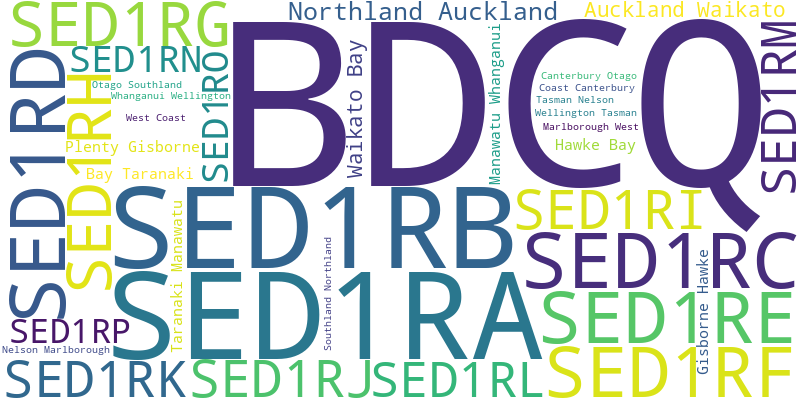 Northland Auckland
Auckland Waikato
SED1RG
BDCQ
SED1RM
SED1RN
SED1RD
SED1RH
SED1RO
Otago Southland
Whanganui Wellington
West Coast
Plenty Gisborne
Bay Taranaki
Waikato Bay
Manawatu Whanganui
Canterbury Otago
Coast Canterbury
Tasman Nelson
Wellington Tasman
Marlborough West
Hawke Bay
SED1RB
SED1RI
SED1RC
Taranaki Manawatu
Southland Northland
Gisborne Hawke
SED1RA
SED1RE
SED1RP
Nelson Marlborough
SED1RK
SED1RJ
SED1RL
SED1RF